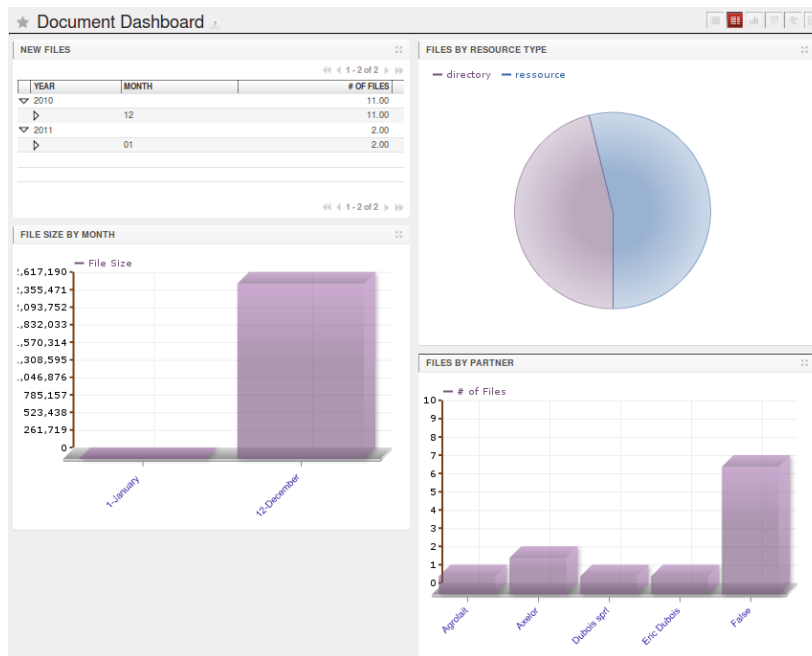 Document Dashboard
NEW FILES
1 - 2 of 2
YEAR MONTH # OF FILES
2010 11.00
12 11.00
2011 2.00
01 2.00
1 - 2 of 2
FILE SIZE BY MONTH
File Size
,617,190
,355,471
,093,752
,832,033
,570,314
,308,595
,046,876
785,157
523,438
261,719
0
1-January
12-December
FILES BY RESOURCE TYPE
directory ressource
FILES BY PARTNER
# of Files
10
9
8
7
6
5
4
3
2
1
0
Agrolait
Axelor
Dubois sprl
Eric Dubois
False